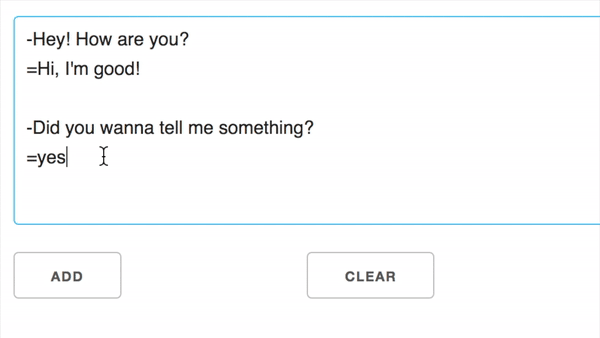 -Hey! How are you?
=Hi, I'm good!
-Did you wanna tell me something?
=yes
ADD
CLEAR